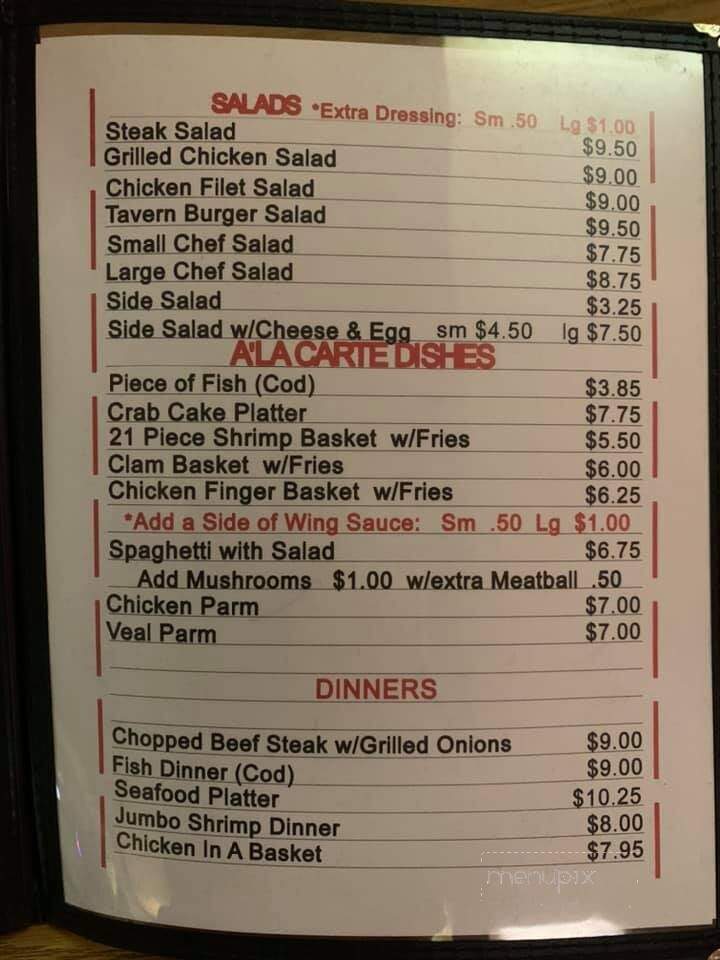 SALADS *Extra Dressing: Sm .50 Lg $1.00
Steak Salad $9.50
Grilled Chicken Salad $9.00
Chicken Filet Salad $9.00
Tavern Burger Salad $9.50
Small Chef Salad $7.75
Large Chef Salad $8.75
Side Salad $3.25
Side Salad w/Cheese & Egg sm $4.50 lg $7.50
A'LA CARTE DISHES
Piece of Fish (Cod) $3.85
Crab Cake Platter $7.75
21 Piece Shrimp Basket w/Fries $5.50
Clam Basket w/Fries $6.00
Chicken Finger Basket w/Fries $6.25
*Add a Side of Wing Sauce: Sm .50 Lg $1.00
Spaghetti with Salad $6.75
Add Mushrooms $1.00 w/extra Meatball .50
Chicken Parm $7.00
Veal Parm $7.00
DINNERS
Chopped Beef Steak w/Grilled Onions $9.00
Fish Dinner (Cod) $9.00
Seafood Platter $10.25
Jumbo Shrimp Dinner $8.00
Chicken In A Basket $7.95
menupix